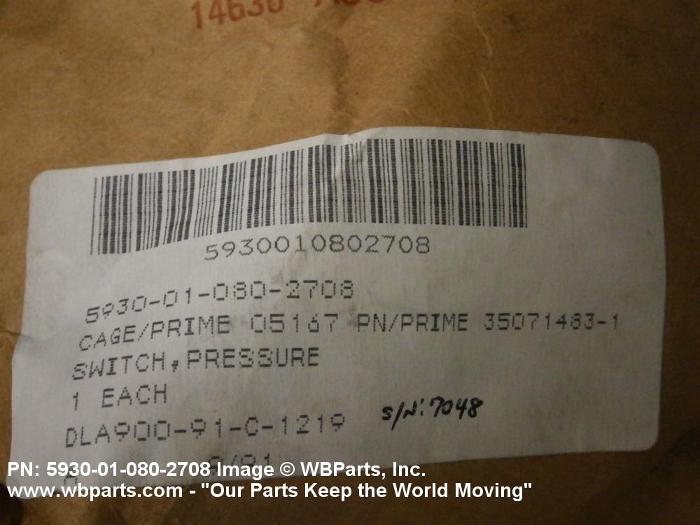 14636
5930010802708
5930-01-080-2708
CAGE/PRIME 05167 PN/PRIME 35071483-1
SWITCH,PRESSURE
1 EACH
DLA900-91-C-1219 S/N:7048
PN: 5930-01-080-2708 Image © WBParts, Inc.
www.wbparts.com - "Our Parts Keep the World Moving"